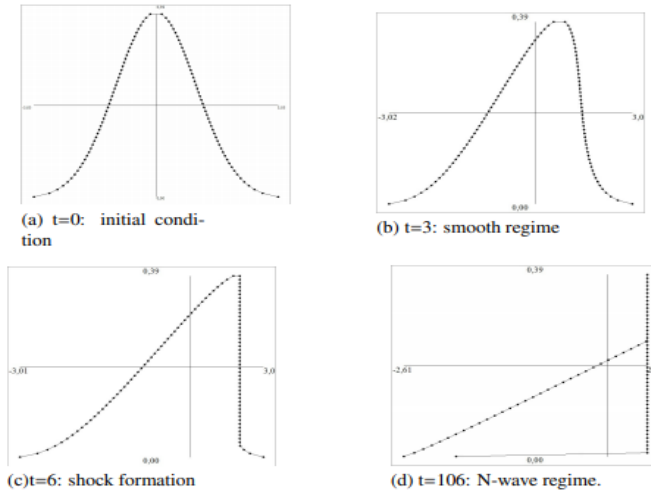 0,39
(a) t=0: initial condi-
tion
-3,02
3,0
0,00
(b) t=3: smooth regime
0,39
-3,01
3,0
0,00
(c)t=6: shock formation
0,39
-2,61
0,00
(d) t=106: N-wave regime.